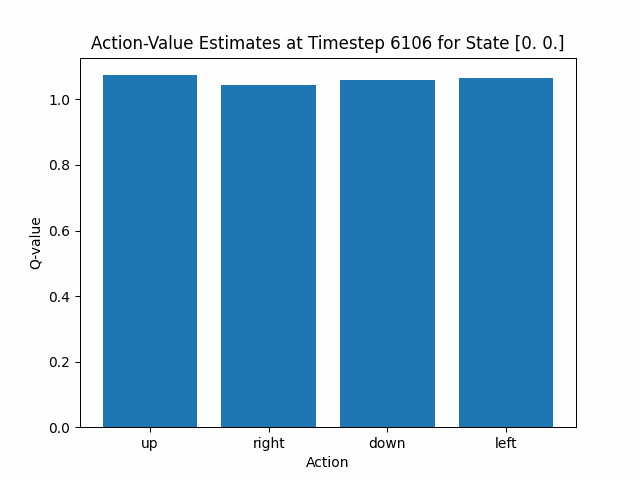 Action-Value Estimates at Timestep 6106 for State [0. 0.]
1.0
0.8
0.6
0.4
0.2
0.0
Q-value
up right down left
Action